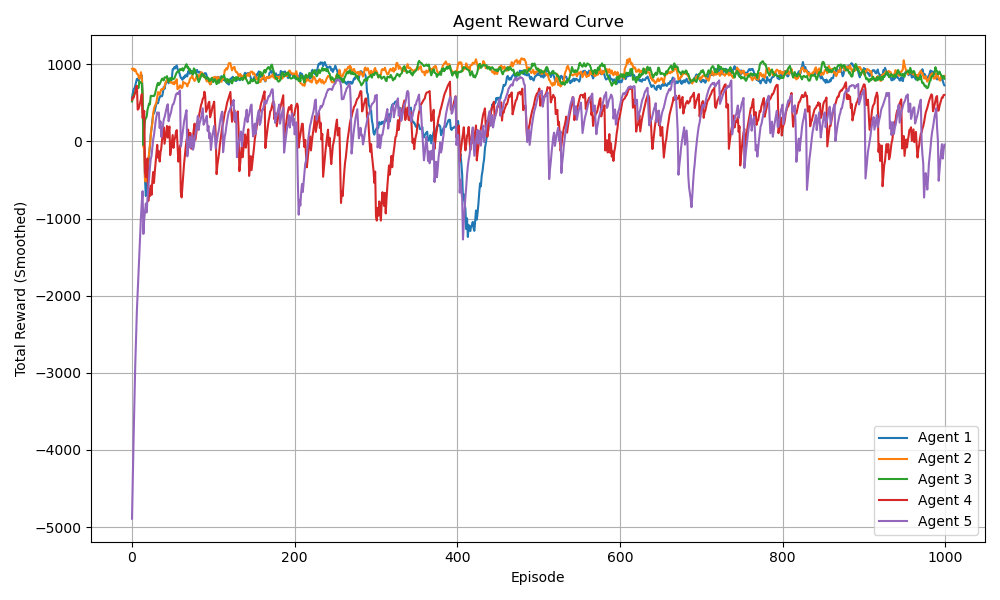 Agent Reward Curve
Total Reward (Smoothed)
1000
0
−1000
−2000
−3000
−4000
−5000
0 200 400 600 800 1000
Episode
Agent 1
Agent 2
Agent 3
Agent 4
Agent 5